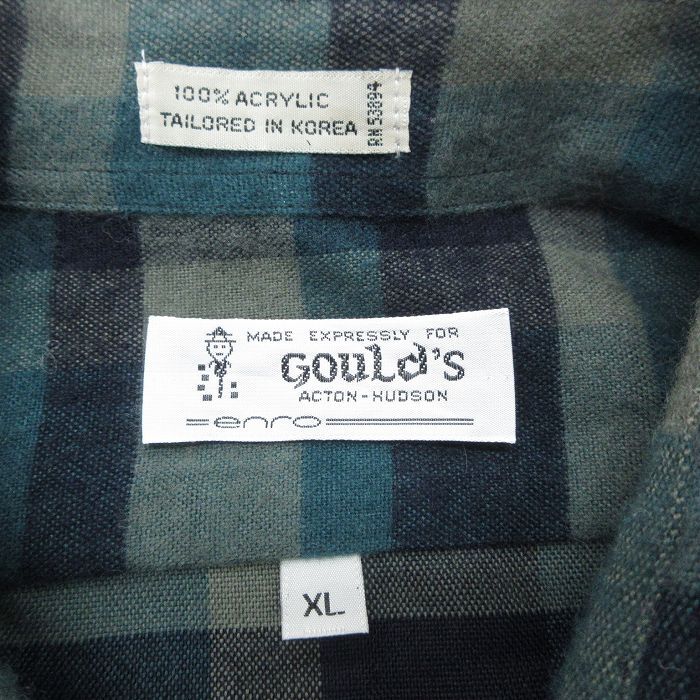 100% ACRYLIC
TAILORED IN KOREA
RN 53894
MADE EXPRESSLY FOR
Gould's
ACTON-HUDSON
enro
XL